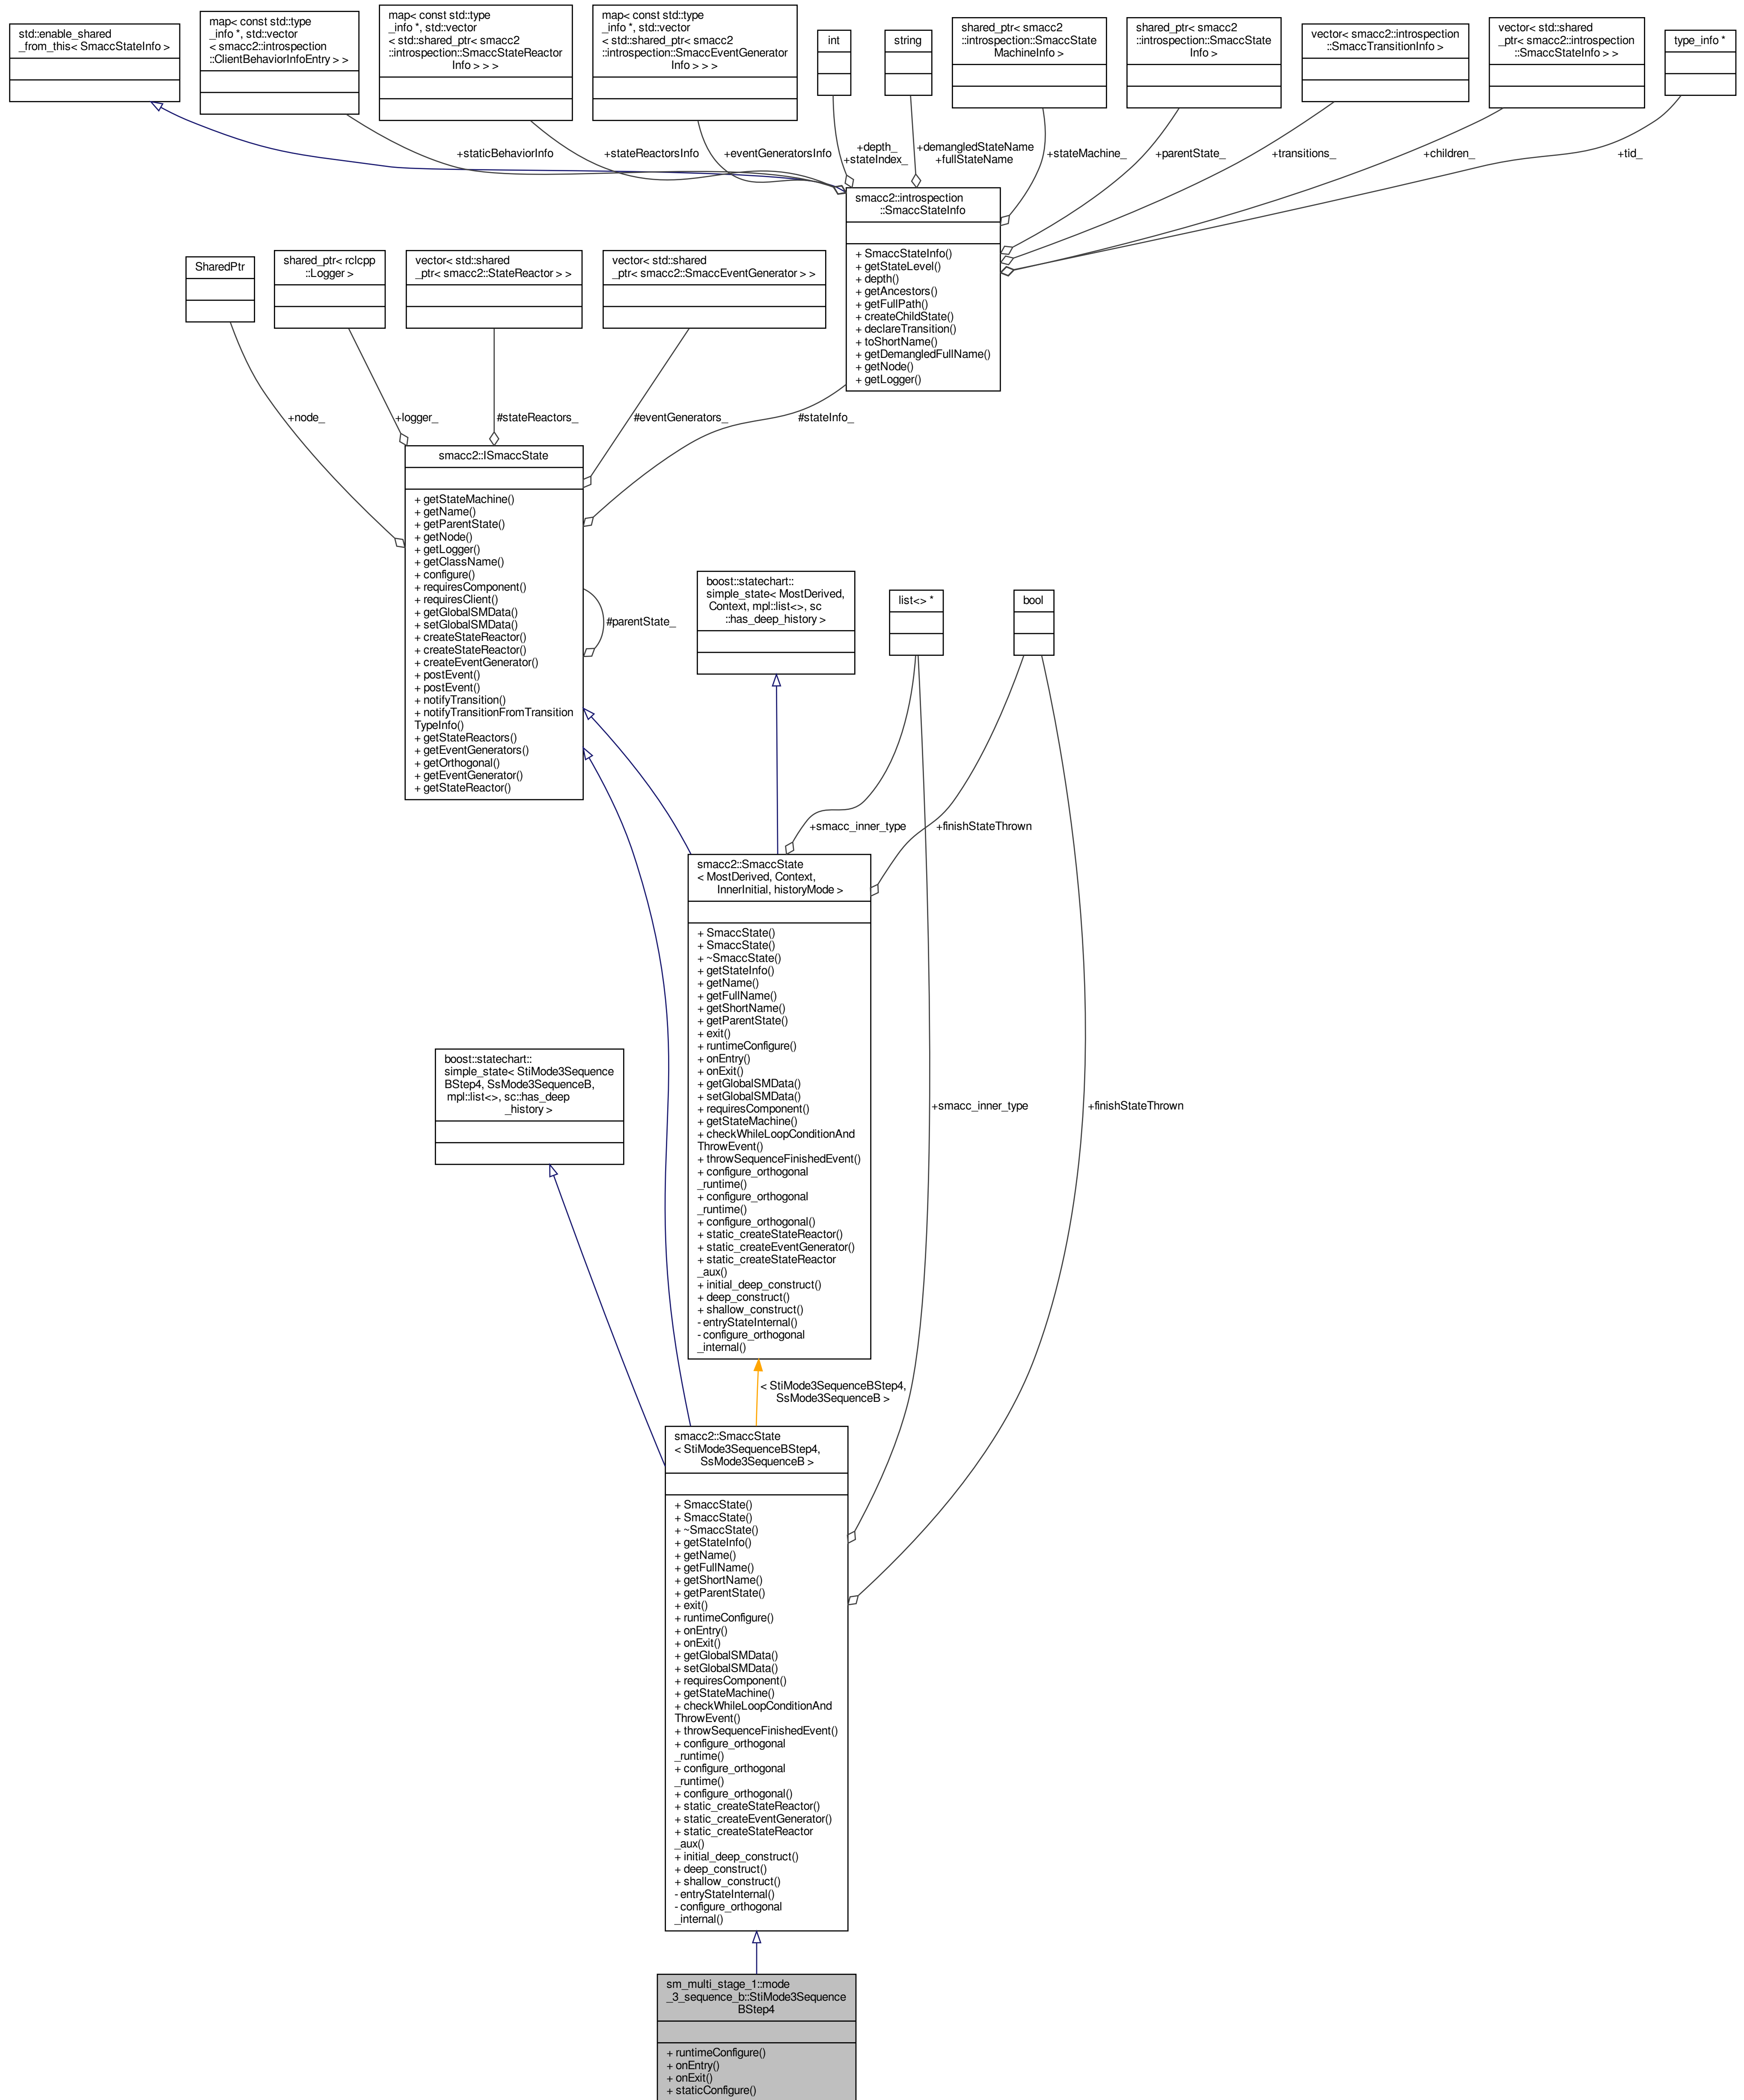 std::enable_shared
_from_this< SmaccStateInfo >
map< const std::type
_info *, std::vector
< smacc2::introspection
::ClientBehaviorInfoEntry > >
map< const std::type
_info *, std::vector
< std::shared_ptr< smacc2
::introspection::SmaccStateReactor
Info > > >
map< const std::type
_info *, std::vector
< std::shared_ptr< smacc2
::introspection::SmaccEventGenerator
Info > > >
int
string
shared_ptr< smacc2
::introspection::SmaccState
MachineInfo >
shared_ptr< smacc2
::introspection::SmaccState
Info >
vector< smacc2::introspection
::SmaccTransitionInfo >
vector< std::shared
_ptr< smacc2::introspection
::SmaccStateInfo > >
type_info *
+staticBehaviorInfo
+stateReactorsInfo
+eventGeneratorsInfo
+depth_
+stateIndex_
+demangledStateName
+fullStateName
+stateMachine_
+parentState_
+transitions_
+children_
+tid_
smacc2::introspection
::SmaccStateInfo
+ SmaccStateInfo()
+ getStateLevel()
+ depth()
+ getAncestors()
+ getFullPath()
+ createChildState()
+ declareTransition()
+ toShortName()
+ getDemangledFullName()
+ getNode()
+ getLogger()
SharedPtr
shared_ptr< rclcpp
::Logger >
vector< std::shared
_ptr< smacc2::StateReactor > >
vector< std::shared
_ptr< smacc2::SmaccEventGenerator > >
+node_
+logger_
#stateReactors_
#eventGenerators_
#stateInfo_
smacc2::ISmaccState
+ getStateMachine()
+ getName()
+ getParentState()
+ getNode()
+ getLogger()
+ getClassName()
+ configure()
+ requiresComponent()
+ requiresClient()
+ getGlobalSMData()
+ setGlobalSMData()
+ createStateReactor()
+ createStateReactor()
+ createEventGenerator()
+ postEvent()
+ postEvent()
+ notifyTransition()
+ notifyTransitionFromTransition
TypeInfo()
+ getStateReactors()
+ getEventGenerators()
+ getOrthogonal()
+ getEventGenerator()
+ getStateReactor()
#parentState_
boost::statechart::
simple_state< MostDerived,
Context, mpl::list<>, sc
::has_deep_history >
list<> *
bool
+smacc_inner_type
+finishStateThrown
smacc2::SmaccState
< MostDerived, Context,
InnerInitial, historyMode >
+ SmaccState()
+ SmaccState()
+ ~SmaccState()
+ getStateInfo()
+ getName()
+ getFullName()
+ getShortName()
+ getParentState()
+ exit()
+ runtimeConfigure()
+ onEntry()
+ onExit()
+ getGlobalSMData()
+ setGlobalSMData()
+ requiresComponent()
+ getStateMachine()
+ checkWhileLoopConditionAnd
ThrowEvent()
+ throwSequenceFinishedEvent()
+ configure_orthogonal
_runtime()
+ configure_orthogonal
_runtime()
+ configure_orthogonal()
+ static_createStateReactor()
+ static_createEventGenerator()
+ static_createStateReactor
_aux()
+ initial_deep_construct()
+ deep_construct()
+ shallow_construct()
- entryStateInternal()
- configure_orthogonal
_internal()
boost::statechart::
simple_state< StiMode3Sequence
BStep4, SsMode3SequenceB,
mpl::list<>, sc::has_deep
_history >
+smacc_inner_type
+finishStateThrown
< StiMode3SequenceBStep4,
SsMode3SequenceB >
smacc2::SmaccState
< StiMode3SequenceBStep4,
SsMode3SequenceB >
+ SmaccState()
+ SmaccState()
+ ~SmaccState()
+ getStateInfo()
+ getName()
+ getFullName()
+ getShortName()
+ getParentState()
+ exit()
+ runtimeConfigure()
+ onEntry()
+ onExit()
+ getGlobalSMData()
+ setGlobalSMData()
+ requiresComponent()
+ getStateMachine()
+ checkWhileLoopConditionAnd
ThrowEvent()
+ throwSequenceFinishedEvent()
+ configure_orthogonal
_runtime()
+ configure_orthogonal
_runtime()
+ configure_orthogonal()
+ static_createStateReactor()
+ static_createEventGenerator()
+ static_createStateReactor
_aux()
+ initial_deep_construct()
+ deep_construct()
+ shallow_construct()
- entryStateInternal()
- configure_orthogonal
_internal()
sm_multi_stage_1::mode
_3_sequence_b::StiMode3Sequence
BStep4
+ runtimeConfigure()
+ onEntry()
+ onExit()
+ staticConfigure()